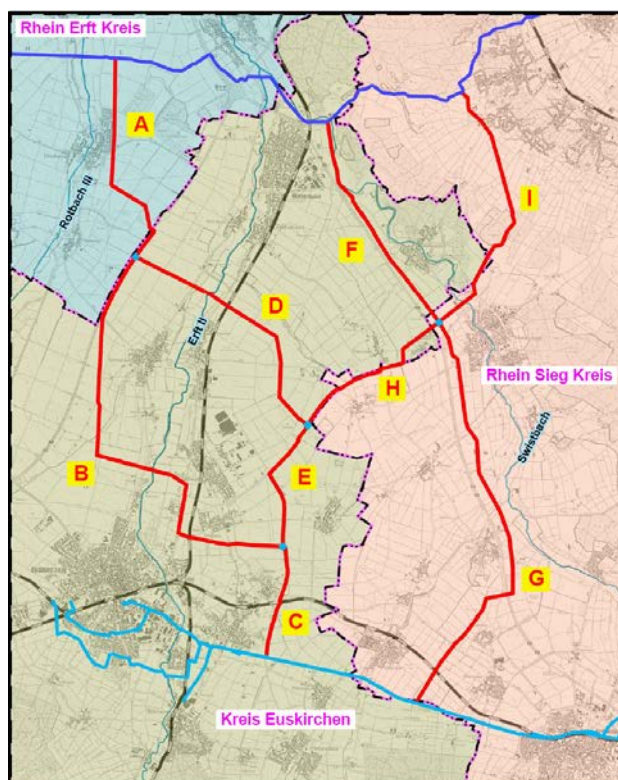 Rhein Erft Kreis
A
Rotbach III
I
F
D
Erft II
Rhein Sieg Kreis
H
Swistbach
B
E
G
C
Kreis Euskirchen